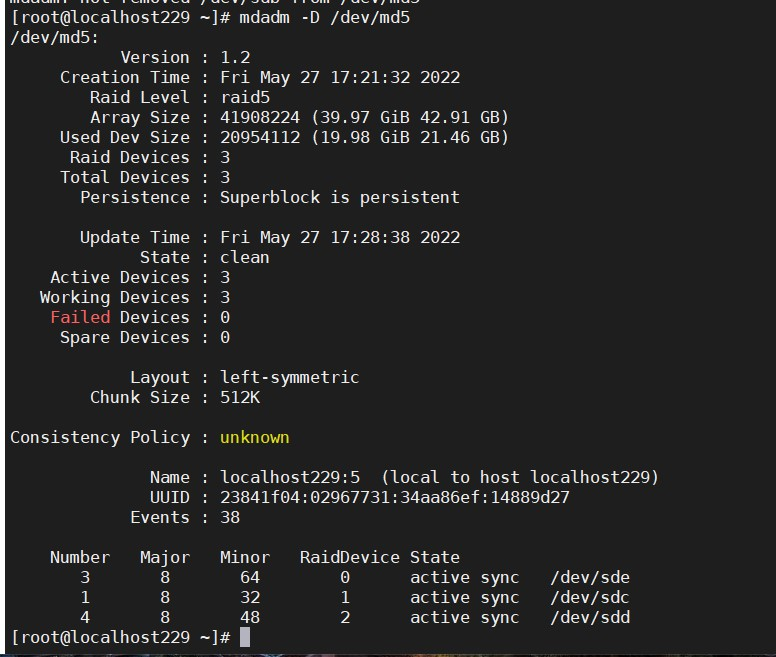 [root@localhost229 ~]# mdadm -D /dev/md5
/dev/md5:
Version : 1.2
Creation Time : Fri May 27 17:21:32 2022
Raid Level : raid5
Array Size : 41908224 (39.97 GiB 42.91 GB)
Used Dev Size : 20954112 (19.98 GiB 21.46 GB)
Raid Devices : 3
Total Devices : 3
Persistence : Superblock is persistent
Update Time : Fri May 27 17:28:38 2022
State : clean
Active Devices : 3
Working Devices : 3
Failed Devices : 0
Spare Devices : 0
Layout : left-symmetric
Chunk Size : 512K
Consistency Policy : unknown
Name : localhost229:5  (local to host localhost229)
UUID : 23841f04:02967731:34aa86ef:14889d27
Events : 38
Number   Major   Minor   RaidDevice State
3       8       64        0      active sync   /dev/sde
1       8       32        1      active sync   /dev/sdc
4       8       48        2      active sync   /dev/sdd
[root@localhost229 ~]#